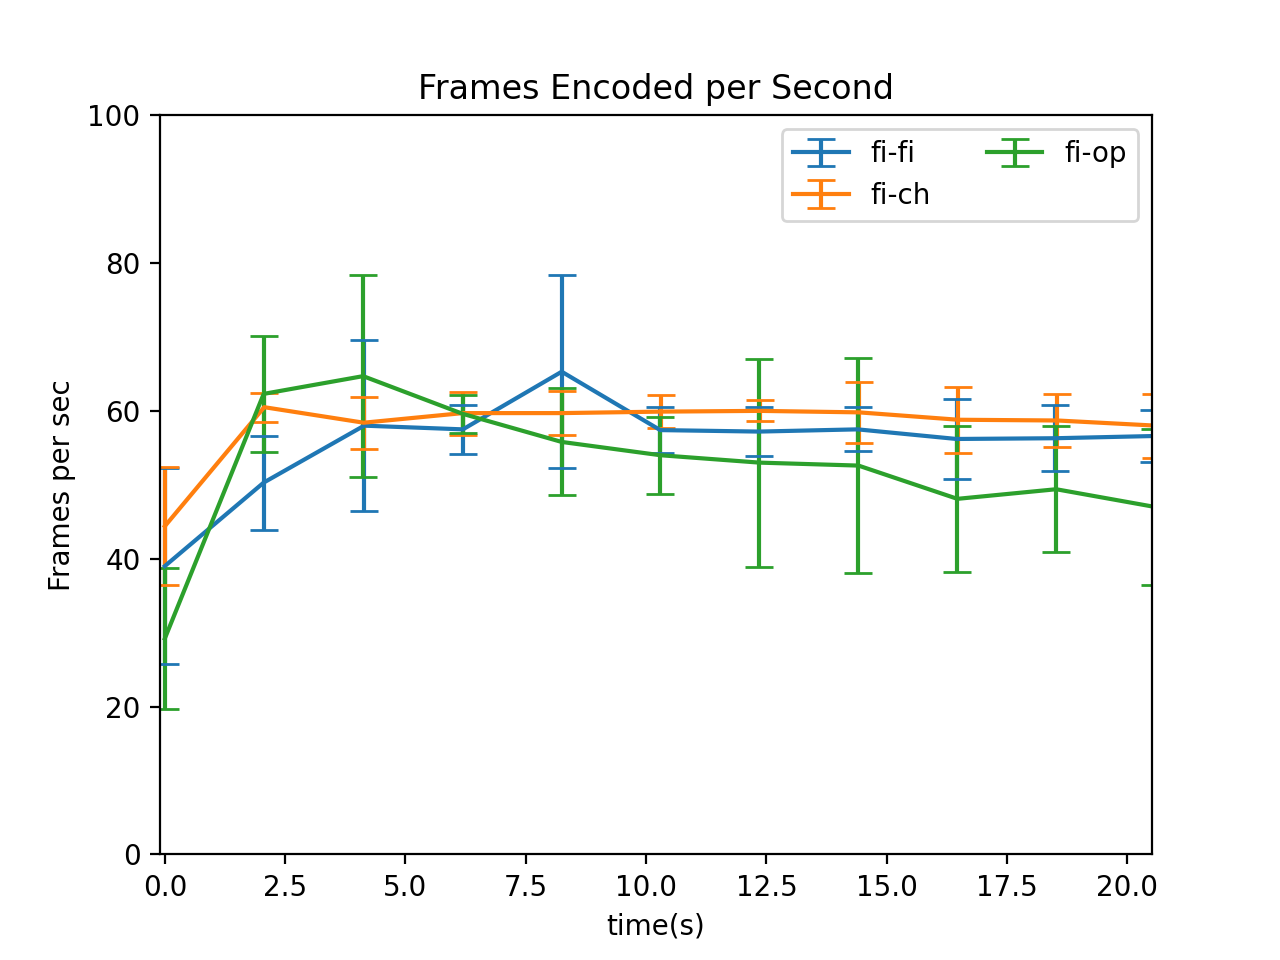 Frames Encoded per Second
100
80
60
40
20
0
Frames per sec
fi-fi
fi-ch
fi-op
0.0 2.5 5.0 7.5 10.0 12.5 15.0 17.5 20.0
time(s)